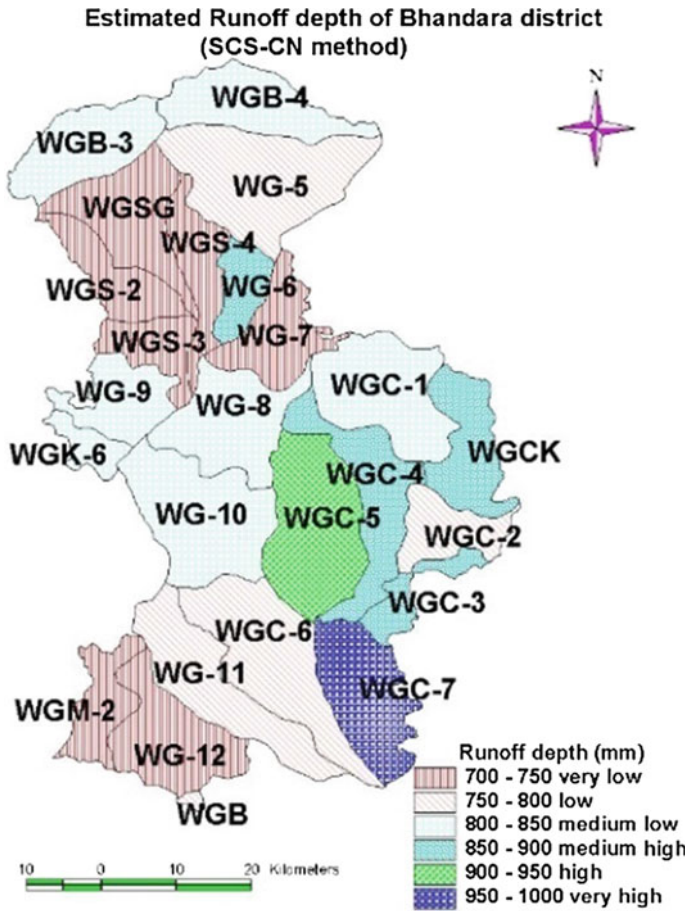 Estimated Runoff depth of Bhandara district
(SCS-CN method)
N
WGB-4
WGB-3
WG-5
WGSG
WGS-4
WGS-2
WG-6
WGS-3
WG-7
WG-9
WG-8
WGC-1
WGK-6
WGCK
WGC-4
WG-10
WGC-5
WGC-2
WGC-3
WGC-6
WG-11
WGC-7
WGM-2
WG-12
WGB
Runoff depth (mm)
700 - 750 very low
750 - 800 low
800 - 850 medium low
850 - 900 medium high
900 - 950 high
950 - 1000 very high
10 0 10 20 Kilometers